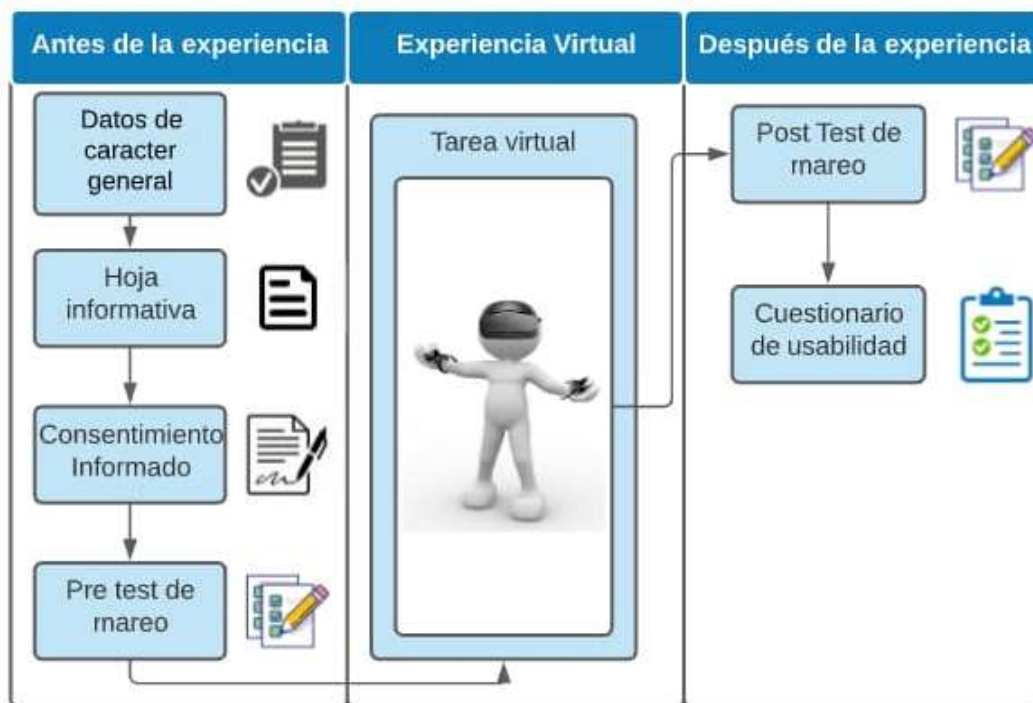 Antes de la experiencia
Experiencia Virtual
Después de la experiencia
Datos de
caracter
general
Hoja
informativa
Consentimiento
Informado
Pre test de
mareo
Tarea virtual
Post Test de
mareo
Cuestionario
de usabilidad